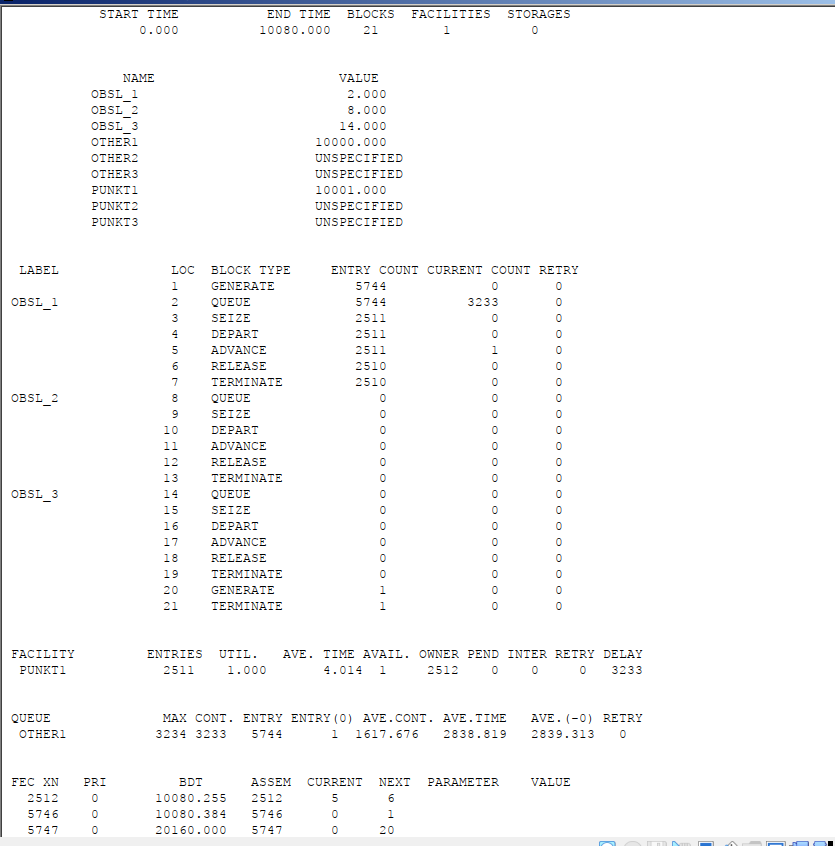 START TIME END TIME BLOCKS FACILITIES STORAGES
0.000 10080.000 21 1 0
NAME VALUE
OBSL_1 2.000
OBSL_2 8.000
OBSL_3 14.000
OTHER1 10000.000
OTHER2 UNSPECIFIED
OTHER3 UNSPECIFIED
PUNKT1 10001.000
PUNKT2 UNSPECIFIED
PUNKT3 UNSPECIFIED
LABEL LOC BLOCK TYPE ENTRY COUNT CURRENT COUNT RETRY
1 GENERATE 5744 0 0
OBSL_1 2 QUEUE 5744 3233 0
3 SEIZE 2511 0 0
4 DEPART 2511 0 0
5 ADVANCE 2511 1 0
6 RELEASE 2510 0 0
7 TERMINATE 2510 0 0
OBSL_2 8 QUEUE 0 0 0
9 SEIZE 0 0 0
10 DEPART 0 0 0
11 ADVANCE 0 0 0
12 RELEASE 0 0 0
13 TERMINATE 0 0 0
OBSL_3 14 QUEUE 0 0 0
15 SEIZE 0 0 0
16 DEPART 0 0 0
17 ADVANCE 0 0 0
18 RELEASE 0 0 0
19 TERMINATE 0 0 0
20 GENERATE 1 0 0
21 TERMINATE 1 0 0
FACILITY ENTRIES UTIL. AVE. TIME AVAIL. OWNER PEND INTER RETRY DELAY
PUNKT1 2511 1.000 4.014 1 2512 0 0 0 3233
QUEUE MAX CONT. ENTRY ENTRY(0) AVE.CONT. AVE.TIME AVE.(-0) RETRY
OTHER1 3234 3233 5744 1 1617.676 2838.819 2839.313 0
FEC XN PRI BDT ASSEM CURRENT NEXT PARAMETER VALUE
2512 0 10080.255 2512 5 6
5746 0 10080.384 5746 0 1
5747 0 20160.000 5747 0 20